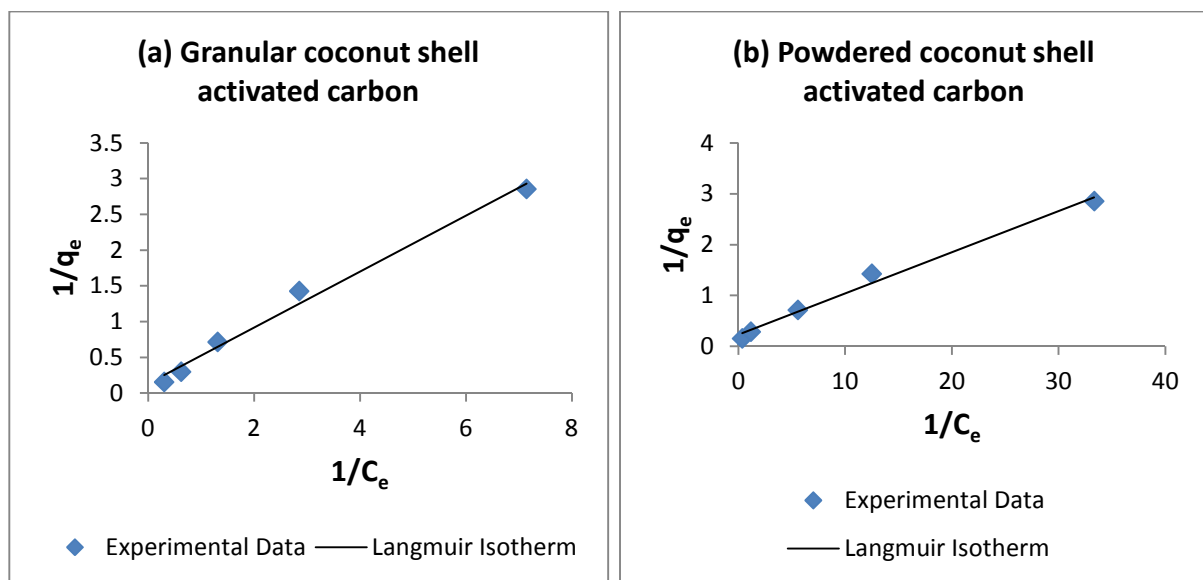 (a) Granular coconut shell
activated carbon
3.5
3
2.5
2
1.5
1
0.5
0
1/qe
0 2 4 6 8
1/Ce
Experimental Data Langmuir Isotherm
(b) Powdered coconut shell
activated carbon
4
3
2
1
0
1/qe
0 10 20 30 40
1/Ce
Experimental Data
Langmuir Isotherm